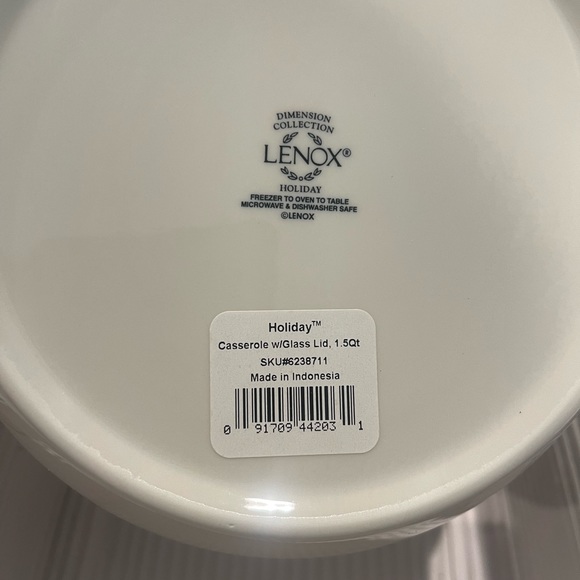 DIMENSION
COLLECTION
LENOX®
HOLIDAY
FREEZER TO OVEN TO TABLE
MICROWAVE & DISHWASHER SAFE
©LENOX
Holiday™
Casserole w/Glass Lid, 1.5Qt
SKU#6238711
Made in Indonesia
0 91709 44203 1